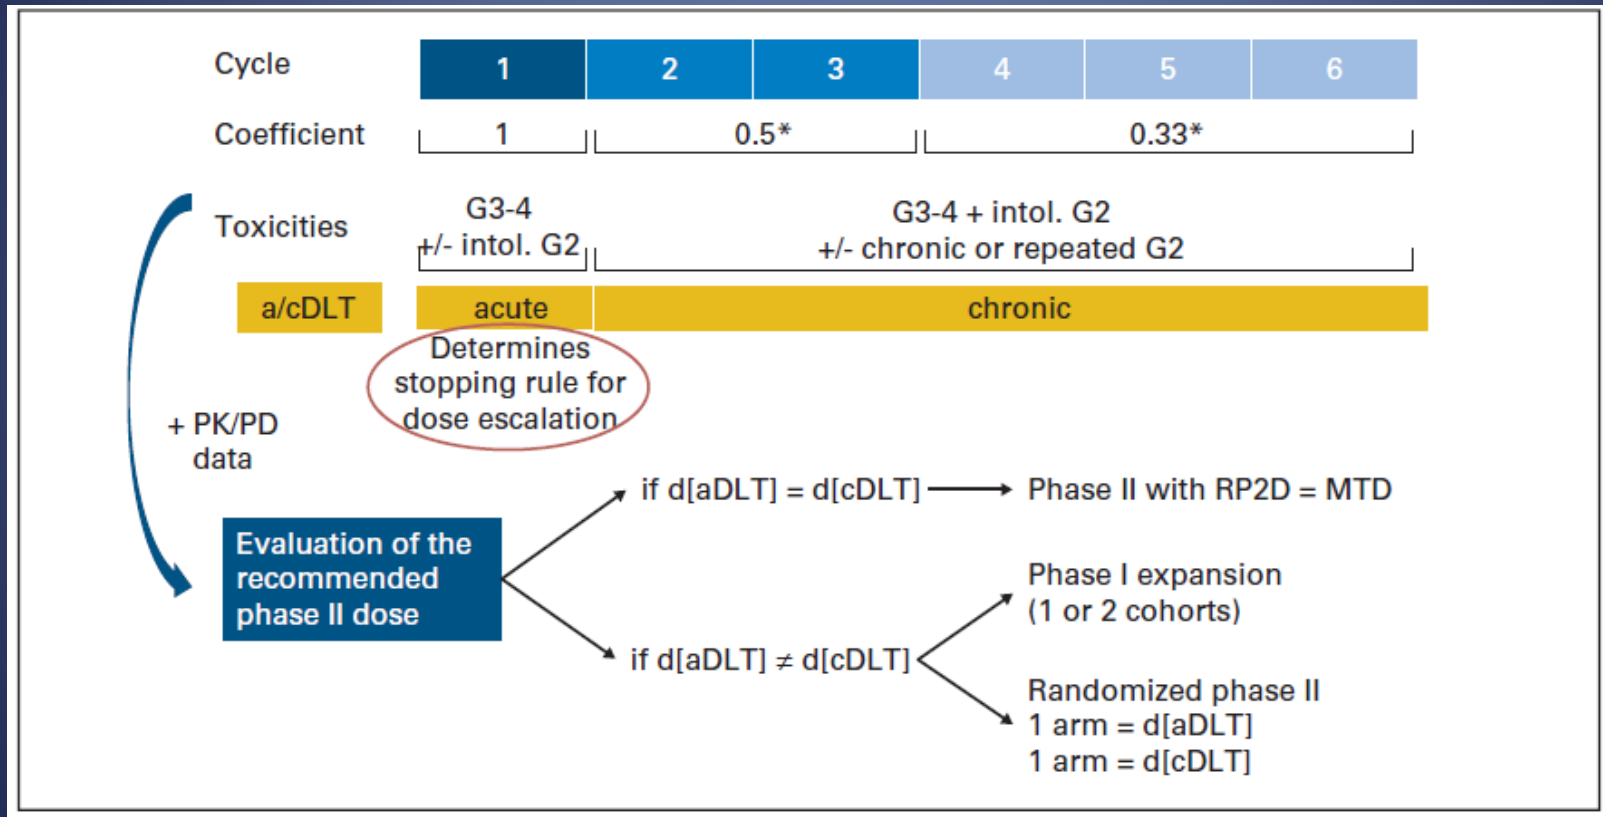 Cycle 1 2 3 4 5 6
Coefficient 1 0.5* 0.33*
Toxicities
G3-4
+/- intol. G2
G3-4 + intol. G2
+/- chronic or repeated G2
a/cDLT acute chronic
Determines
stopping rule for
dose escalation
+ PK/PD
data
Evaluation of the
recommended
phase II dose
if d[aDLT] = d[cDLT]
Phase II with RP2D = MTD
if d[aDLT] ≠ d[cDLT]
Phase I expansion
(1 or 2 cohorts)
Randomized phase II
1 arm = d[aDLT]
1 arm = d[cDLT]